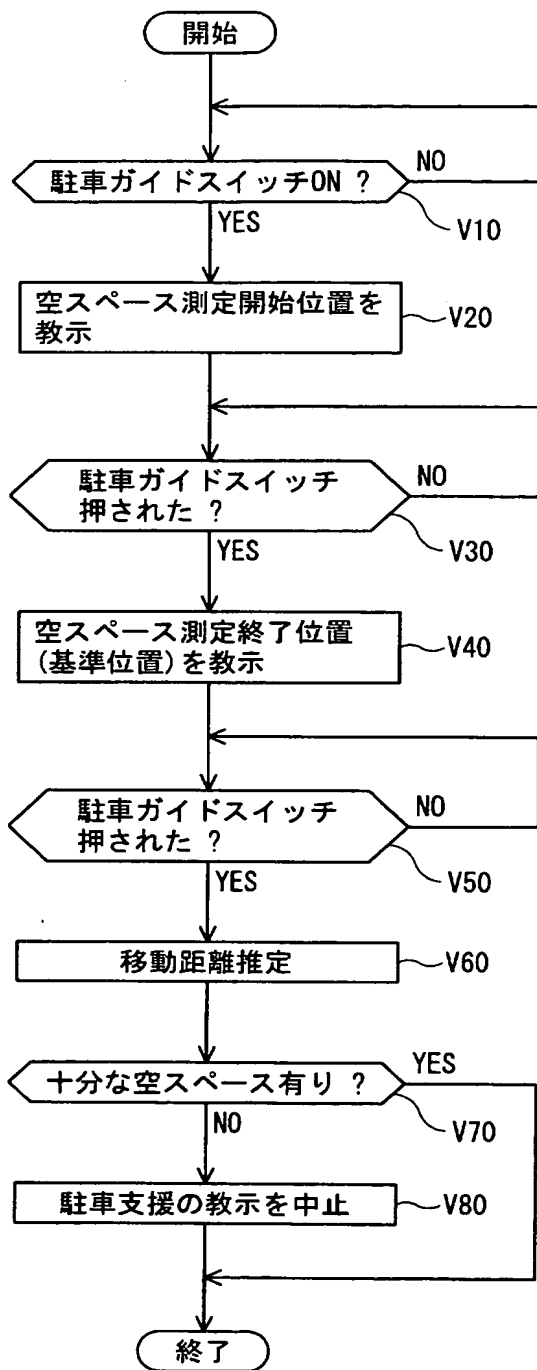 開始
駐車ガイドスイッチON ?
NO
V10
YES
空スペース測定開始位置を
教示
V20
駐車ガイドスイッチ
押された ?
NO
V30
YES
空スペース測定終了位置
(基準位置)を教示
V40
駐車ガイドスイッチ
押された ?
NO
V50
YES
移動距離推定
V60
十分な空スペース有り ?
YES
V70
NO
駐車支援の教示を中止
V80
終了